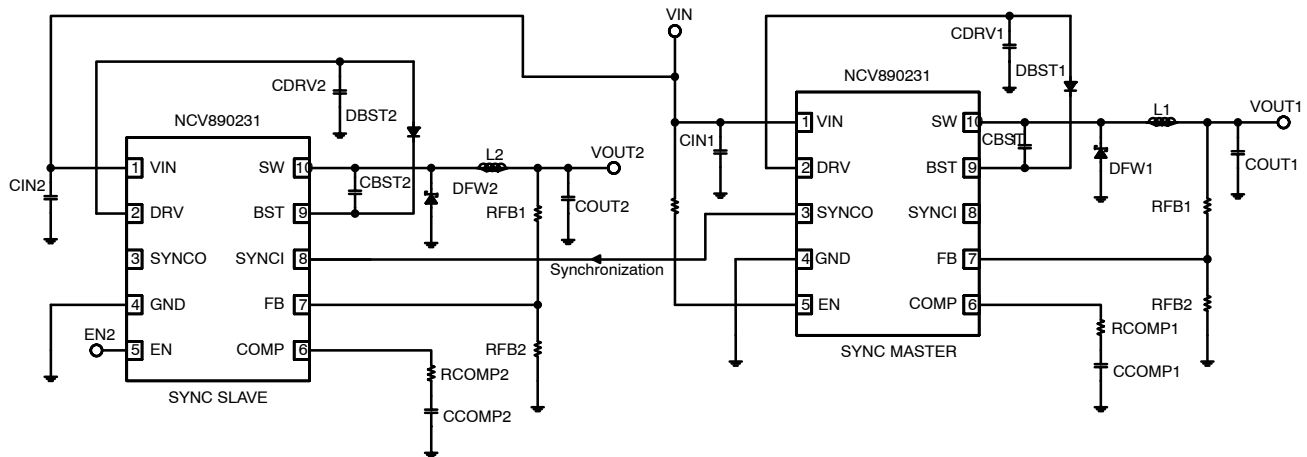 VIN
CDRV1
DBST1
NCV890231
L1
VOUT1
1 VIN
SW 10
CIN1
CBST1
DFW1
COUT1
2 DRV
BST 9
3 SYNCO
SYNCI 8
RFB1
4 GND
FB 7
5 EN
COMP 6
RFB2
RCOMP1
CCOMP1
SYNC MASTER
CDRV2
DBST2
NCV890231
L2
VOUT2
1 VIN
SW 10
CIN2
CBST2
DFW2
COUT2
2 DRV
BST 9
RFB1
3 SYNCO
SYNCI 8
Synchronization
4 GND
FB 7
EN2
5 EN
COMP 6
RFB2
RCOMP2
CCOMP2
SYNC SLAVE